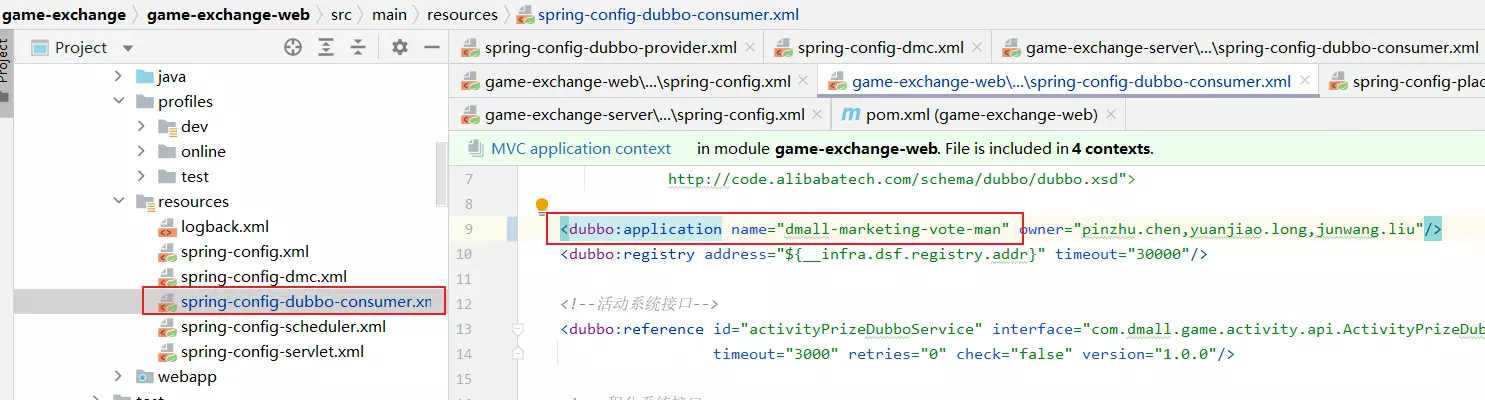 game-exchange game-exchange-web src main resources spring-config-dubbo-consumer.xml
Project
Project
java
profiles
dev
online
test
resources
logback.xml
spring-config.xml
spring-config-dmc.xml
spring-config-dubbo-consumer.xn
spring-config-scheduler.xml
spring-config-servlet.xml
webapp
spring-config-dubbo-provider.xml spring-config-dmc.xml game-exchange-server\...\spring-config-dubbo-consumer.xml
game-exchange-web\...\spring-config.xml game-exchange-web\...\spring-config-dubbo-consumer.xml spring-config-plac
game-exchange-server\...\spring-config.xml m pom.xml (game-exchange-web)
MVC application context in module game-exchange-web. File is included in 4 contexts.
7 http://code.alibabatech.com/schema/dubbo/dubbo.xsd">
8
9 <dubbo:application name="dmall-marketing-vote-man" owner="pinzhu.chen,yuanjiao.long,junwang.liu"/>
10 <dubbo:registry address="${__infra.dsf.registry.addr}" timeout="30000"/>
11
12 <!--活动系统接口-->
13 <dubbo:reference id="activityPrizeDubboService" interface="com.dmall.game.activity.api.ActivityPrizeDub
14 timeout="3000" retries="0" check="false" version="1.0.0"/>
15